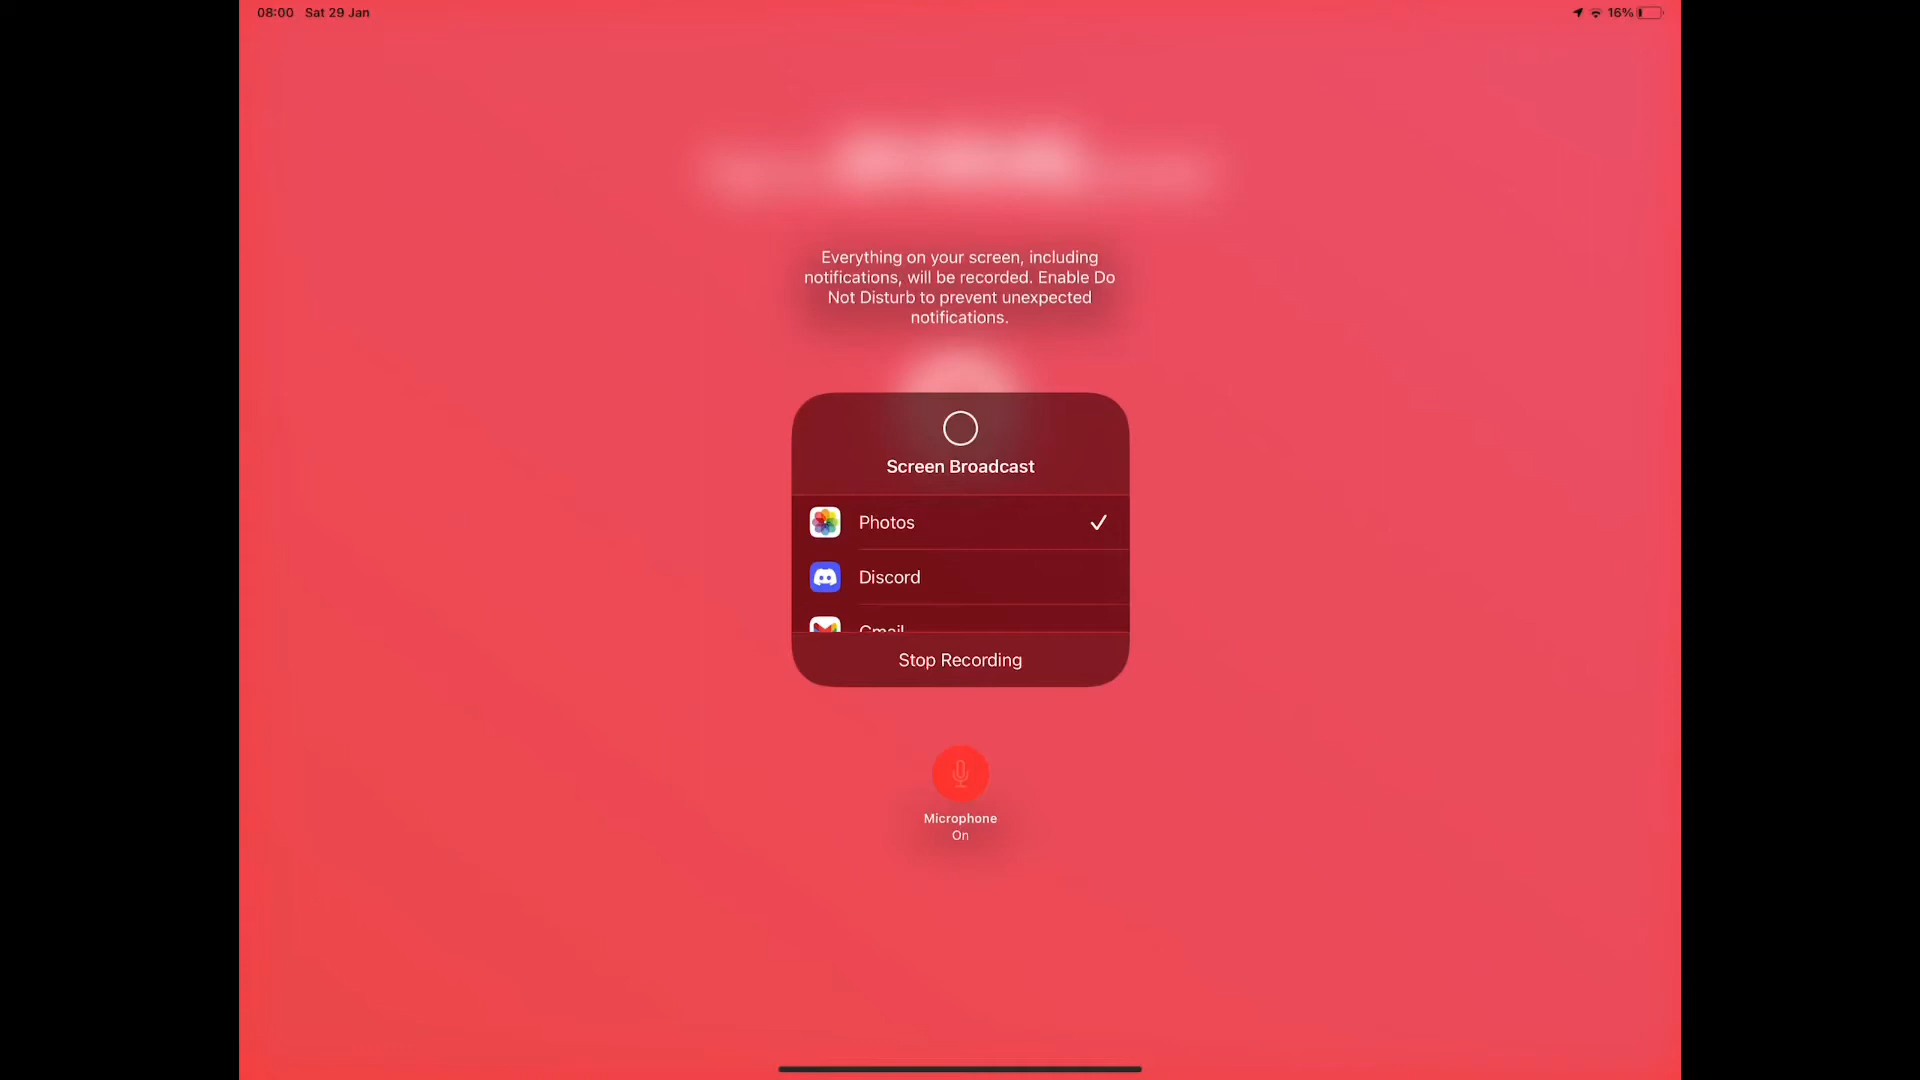 08:00 Sat 29 Jan
16%
Everything on your screen, including
notifications, will be recorded. Enable Do
Not Disturb to prevent unexpected
notifications.
Screen Broadcast
Photos
Discord
Gmail
Stop Recording
Microphone
On